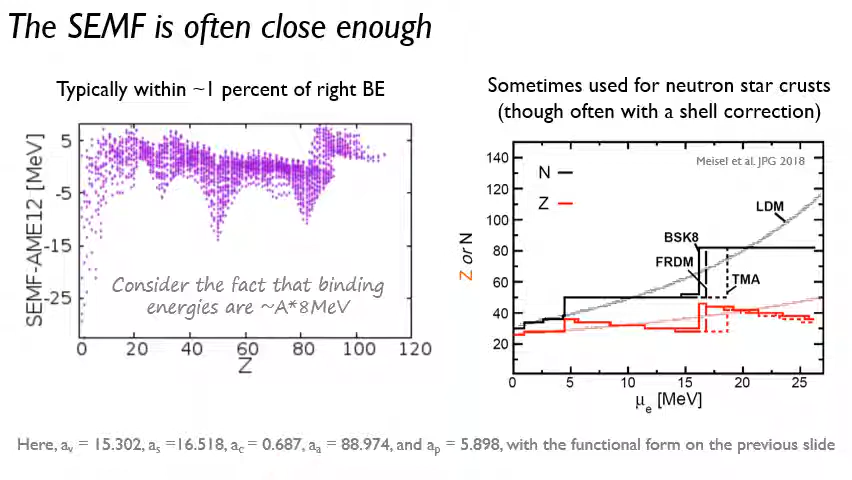 The SEMF is often close enough
Typically within ~1 percent of right BE
SEMF-AME12 [MeV]
5
-5
-15
-25
Consider the fact that binding
energies are ~A*8MeV
0 20 40 60 80 100 120
Z
Sometimes used for neutron star crusts
(though often with a shell correction)
Meisel et al. JPG 2018
Z or N
140
120
100
80
60
40
20
N
Z
LDM
BSK8
FRDM
TMA
0 5 10 15 20 25
μe [MeV]
Here, av = 15.302, as =16.518, ac = 0.687, aa = 88.974, and ap = 5.898, with the functional form on the previous slide